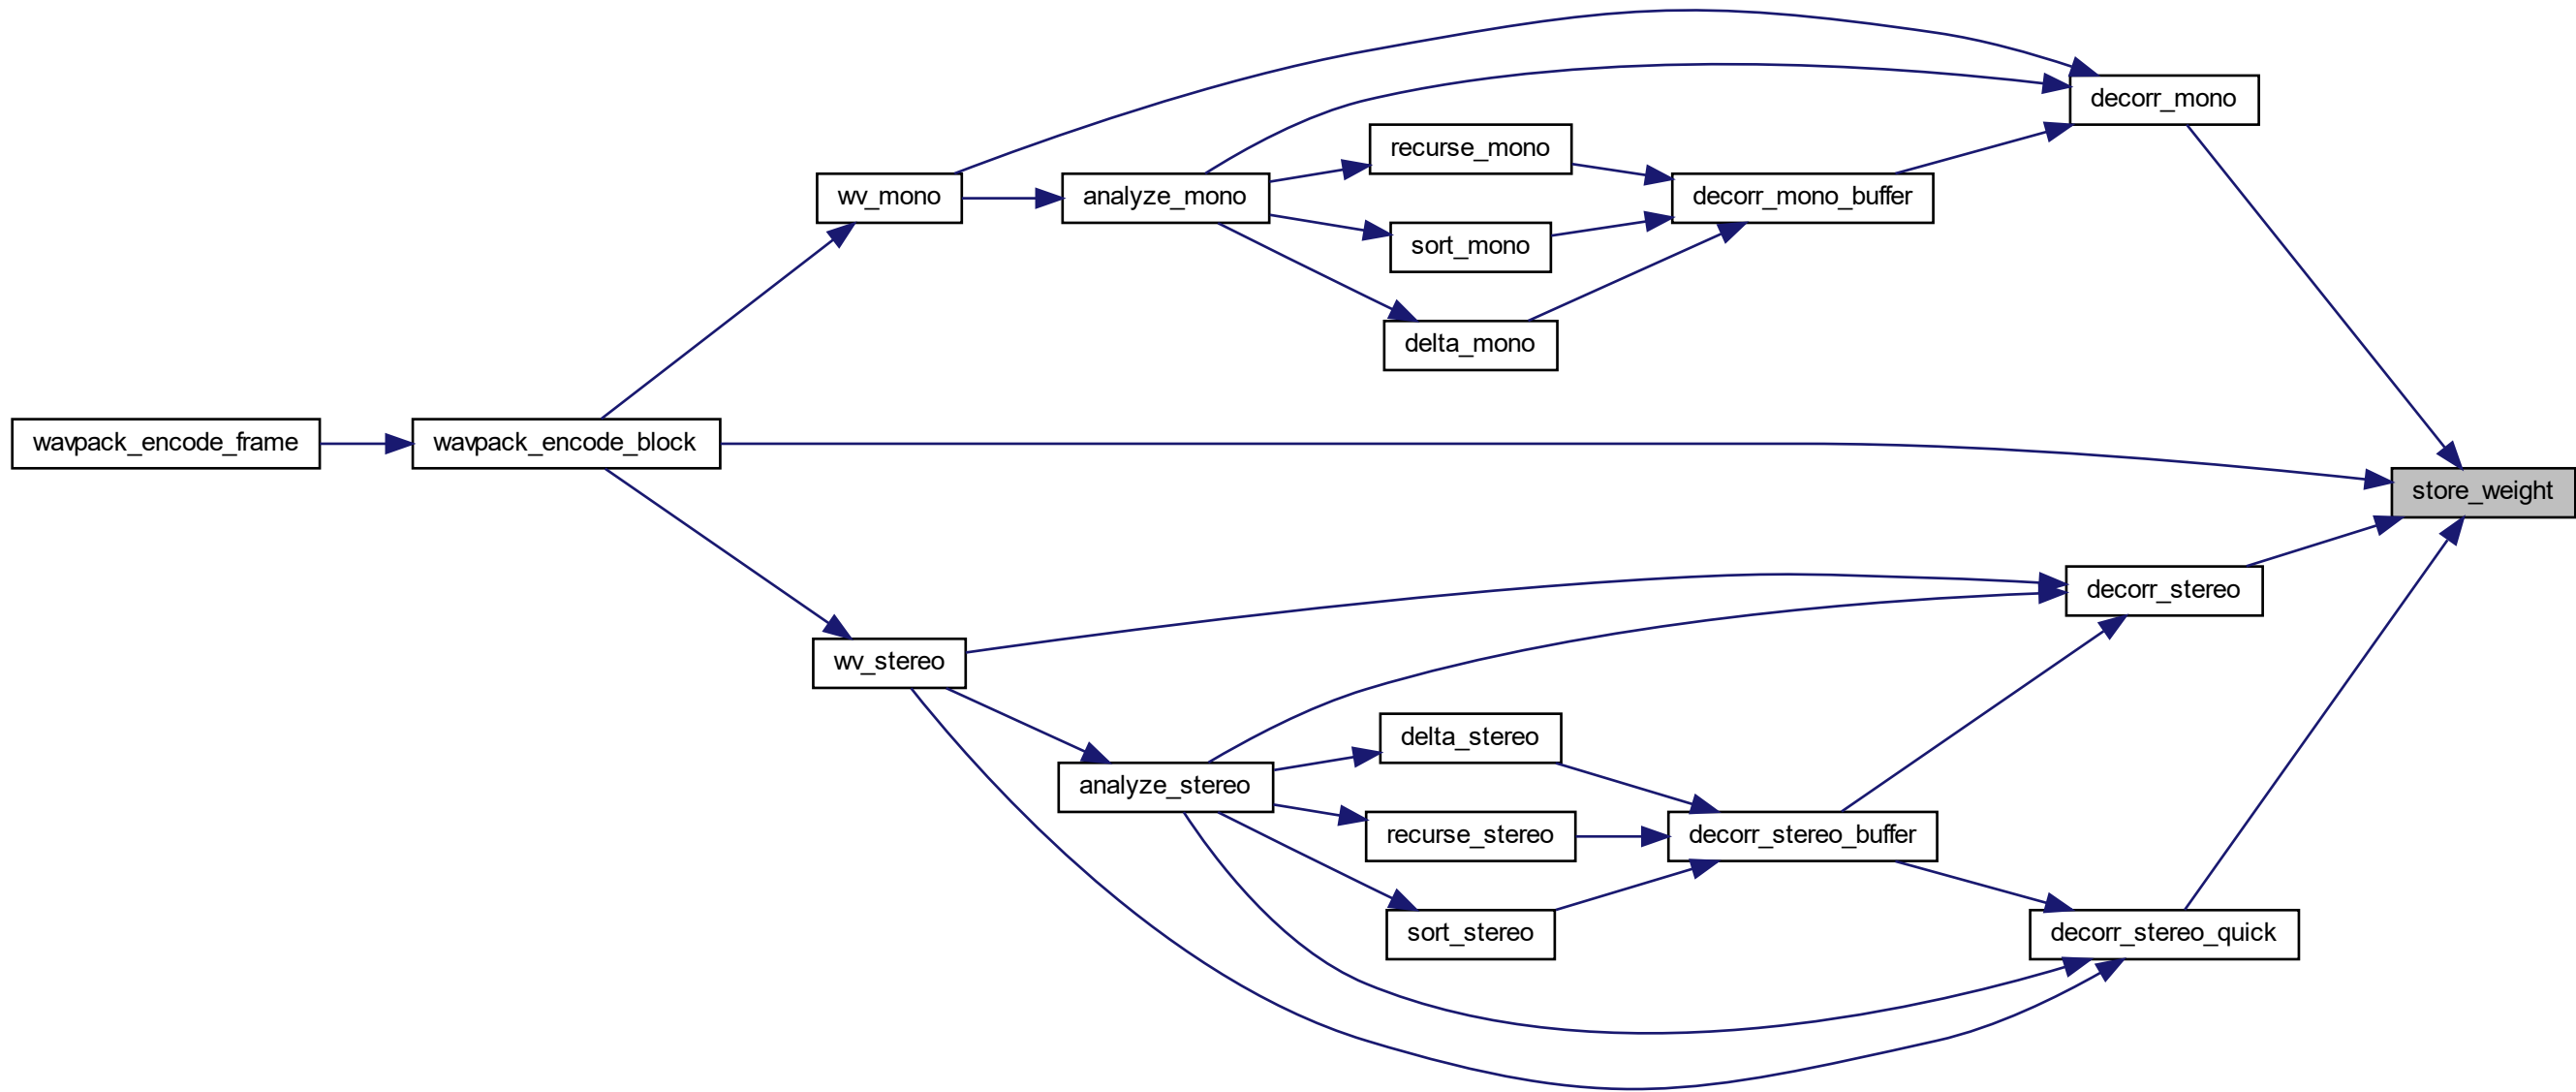 decorr_mono
recurse_mono
wv_mono
analyze_mono
decorr_mono_buffer
sort_mono
delta_mono
wavpack_encode_frame
wavpack_encode_block
store_weight
decorr_stereo
wv_stereo
delta_stereo
analyze_stereo
recurse_stereo
decorr_stereo_buffer
sort_stereo
decorr_stereo_quick